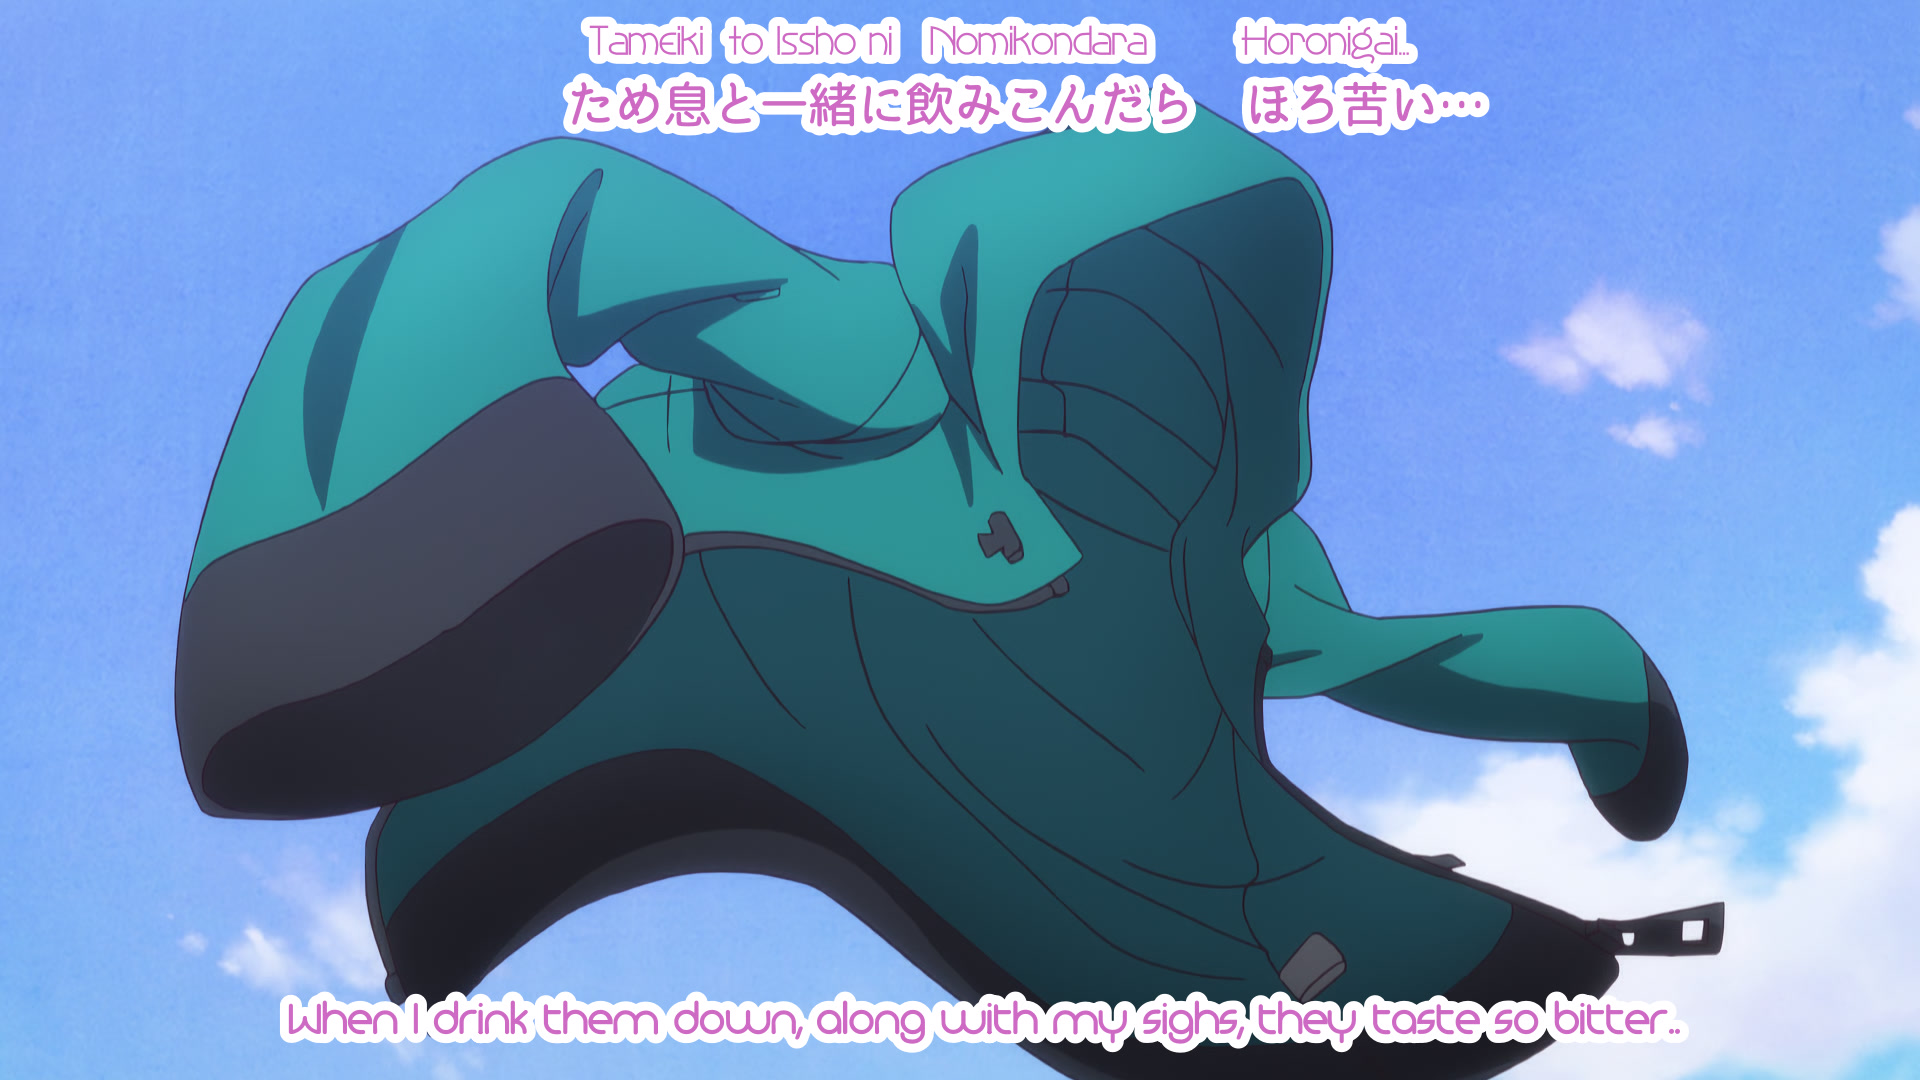 Tameiki to Issho ni Nomikondara Horonigai...
ため息と一緒に飲みこんだら ほろ苦い…
When I drink them down, along with my sighs, they taste so bitter..